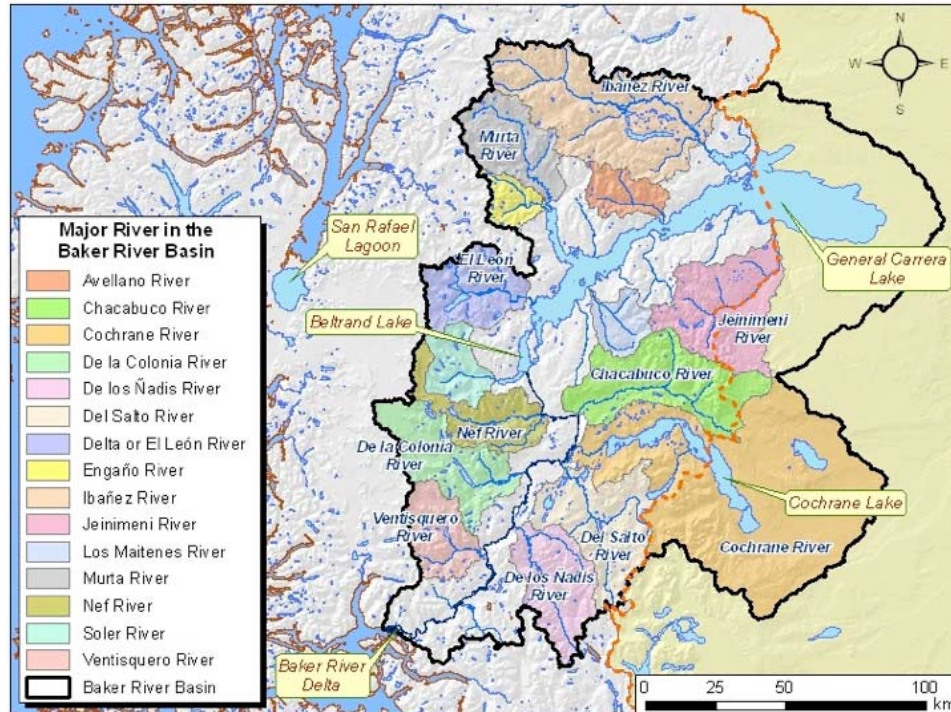 N
W
E
S
Ibañez River
Murta
River
San Rafael
Lagoon
El León
River
General Carrera
Lake
Beltrand Lake
Jeinimeni
River
Chacabuco River
Nef River
De la Colonia
River
Cochrane Lake
Ventisquero
River
Del Salto
River
Cochrane River
De los Ñadis
River
Baker River
Delta
Major River in the
Baker River Basin
Avellano River
Chacabuco River
Cochrane River
De la Colonia River
De los Ñadis River
Del Salto River
Delta or El León River
Engaño River
Ibañez River
Jeinimeni River
Los Maitenes River
Murta River
Nef River
Soler River
Ventisquero River
Baker River Basin
0 25 50 100
km